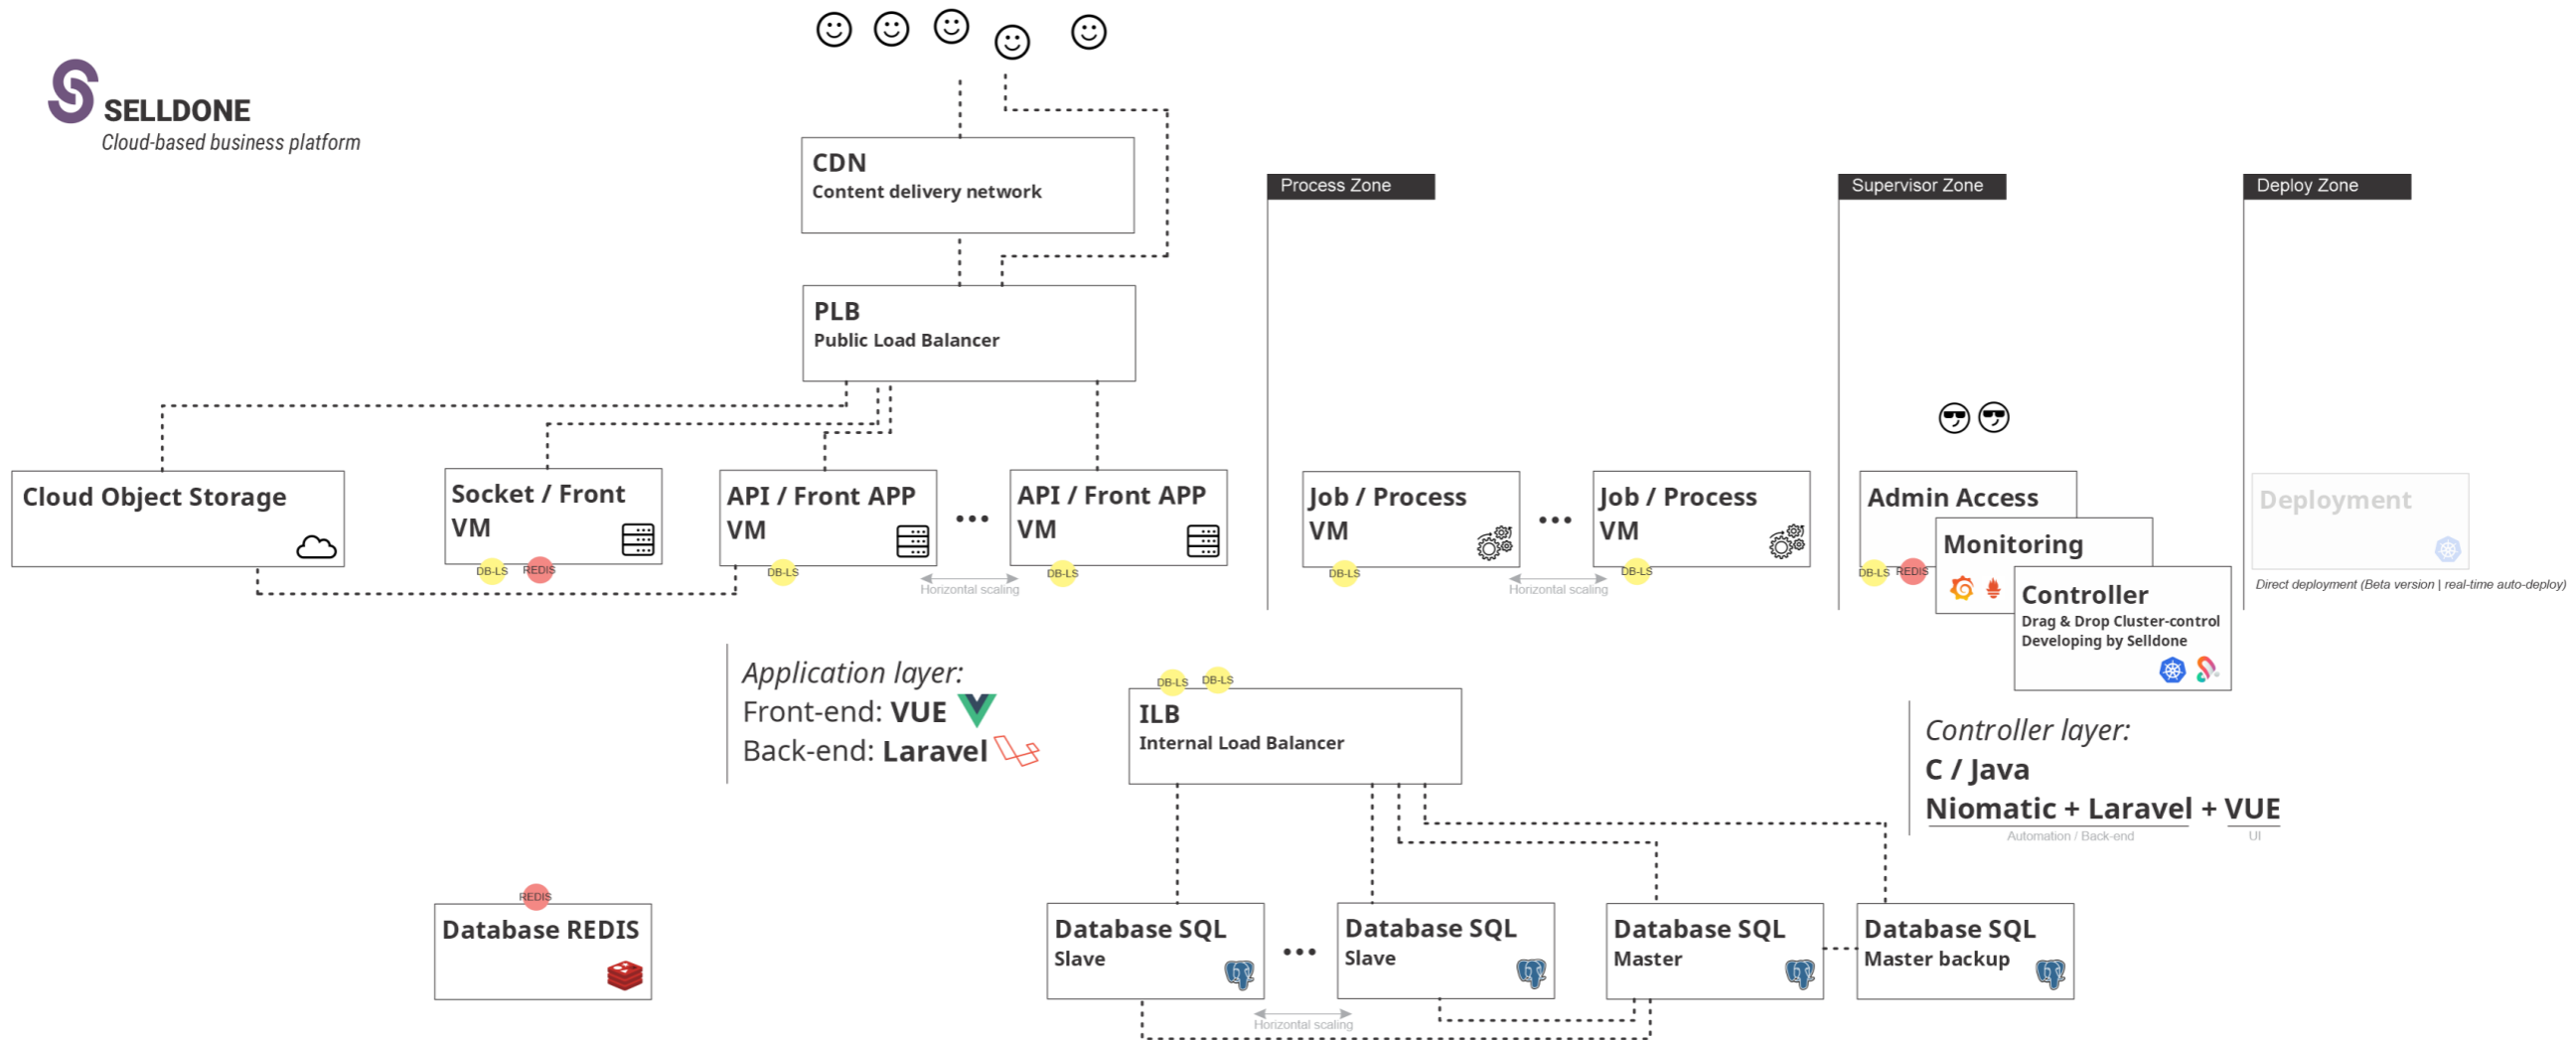 SELLDONE
Cloud-based business platform
CDN
Content delivery network
Process Zone
Supervisor Zone
Deploy Zone
PLB
Public Load Balancer
Cloud Object Storage
Socket / Front
VM
DB-LS
REDIS
API / Front APP
VM
DB-LS
Horizontal scaling
API / Front APP
VM
DB-LS
Job / Process
VM
DB-LS
Horizontal scaling
Job / Process
VM
DB-LS
Admin Access
DB-LS
REDIS
Monitoring
Controller
Drag & Drop Cluster-control
Developing by Selldone
Deployment
Direct deployment (Beta version | real-time auto-deploy)
Application layer:
Front-end: VUE
Back-end: Laravel
DB-LS
DB-LS
ILB
Internal Load Balancer
Controller layer:
C / Java
Niomatic + Laravel + VUE
Automation / Back-end
UI
REDIS
Database REDIS
Database SQL
Slave
Horizontal scaling
Database SQL
Slave
Database SQL
Master
Database SQL
Master backup